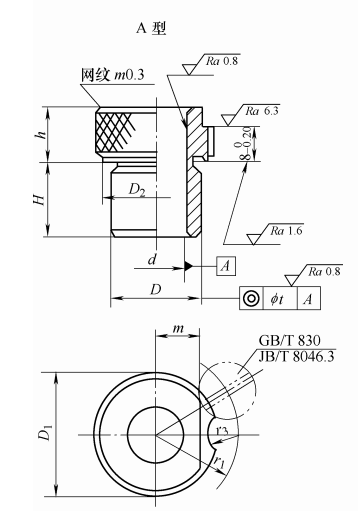 A 型
网纹 m0.3
Ra 0.8
Ra 6.3
h
8 0 -0.20
H
D2
Ra 1.6
d
A
Ra 0.8
D
◎ ϕt A
m
GB/T 830
JB/T 8046.3
D1
r3
r1